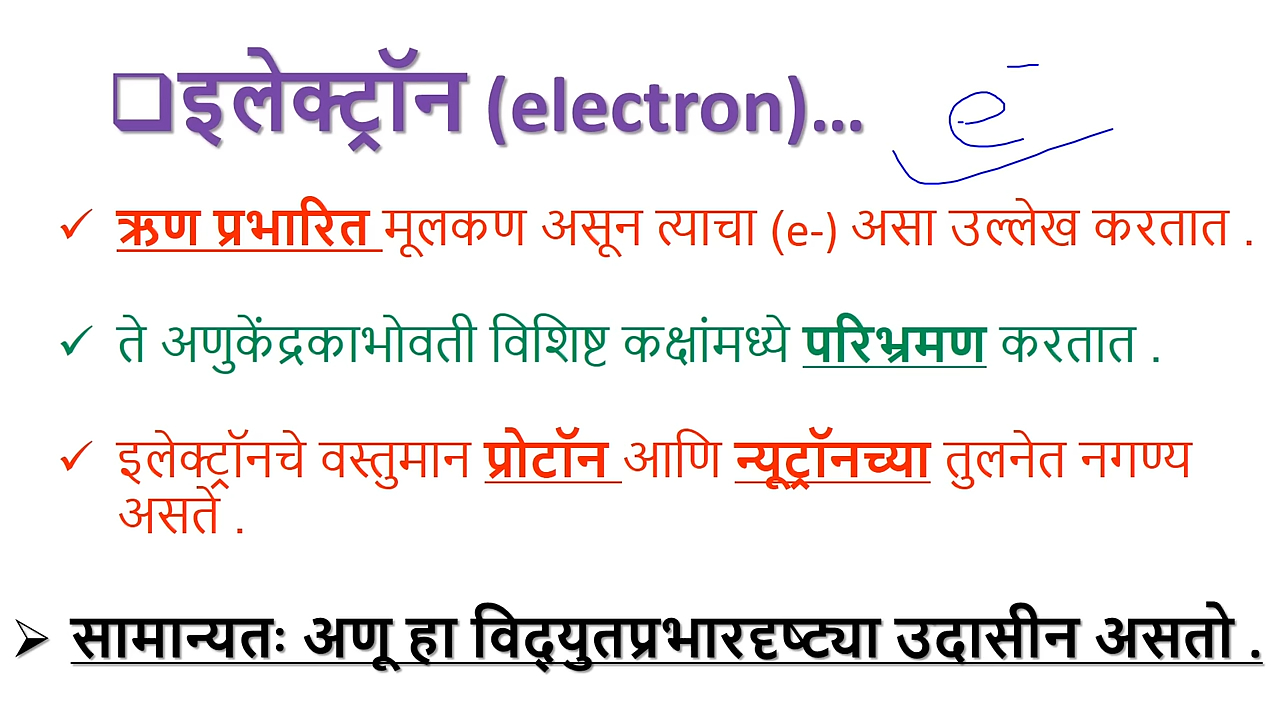 इलेक्ट्रॉन (electron)...
e-
ऋण प्रभारित मूलकण असून त्याचा (e-) असा उल्लेख करतात .
ते अणुकेंद्रकाभोवती विशिष्ट कक्षांमध्ये परिभ्रमण करतात .
इलेक्ट्रॉनचे वस्तुमान प्रोटॉन आणि न्यूट्रॉनच्या तुलनेत नगण्य
असते .
सामान्यतः अणू हा विद्युतप्रभारदृष्ट्या उदासीन असतो .